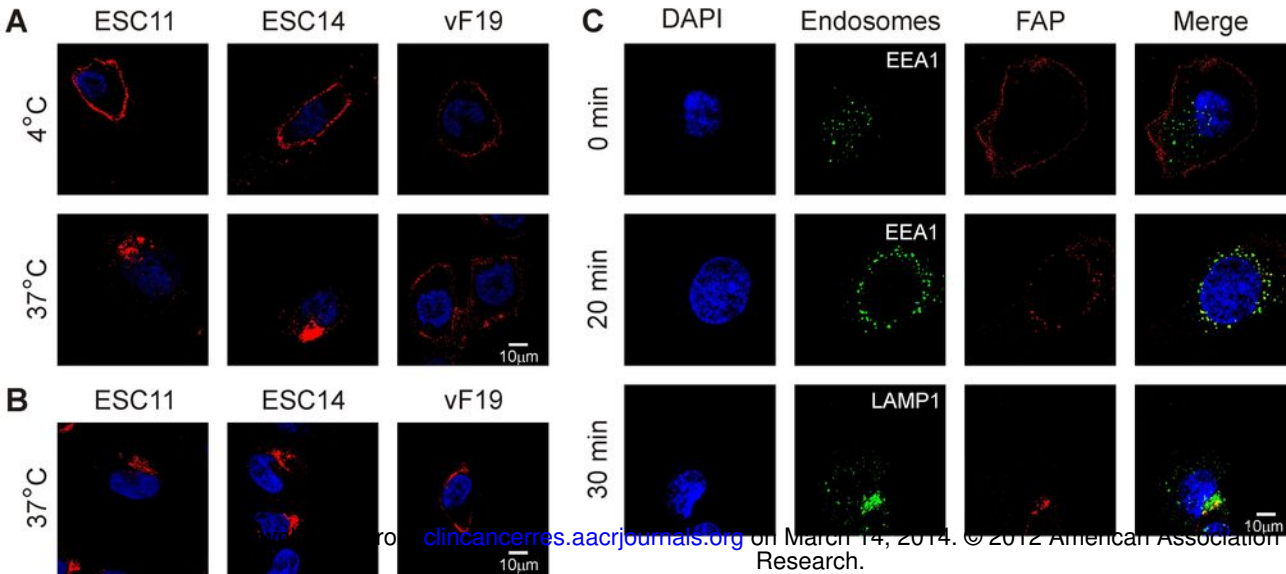 A ESC11 ESC14 vF19
4°C
37°C
10μm
B ESC11 ESC14 vF19
37°C
10μm
C DAPI Endosomes FAP Merge
0 min EEA1
20 min EEA1
30 min LAMP1
10μm
clincancerres.aacrjournals.org on March 14, 2014. © 2012 American Association
Research.